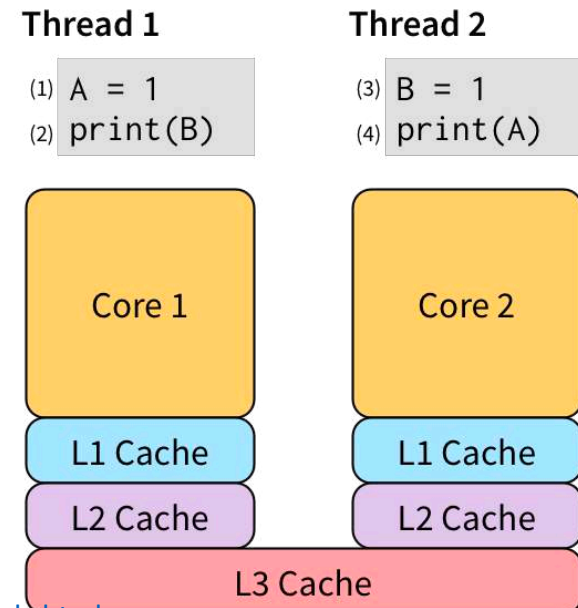 Thread 1
(1) A = 1
(2) print(B)
Thread 2
(3) B = 1
(4) print(A)
Core 1
Core 2
L1 Cache
L1 Cache
L2 Cache
L2 Cache
L3 Cache